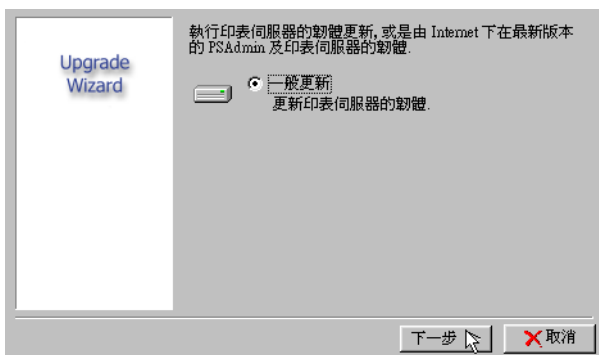 Upgrade
Wizard
執行印表伺服器的韌體更新, 或是由 Internet 下在最新版本
的 PSAdmin 及印表伺服器的韌體.
一般更新
更新印表伺服器的韌體.
下一步
取消